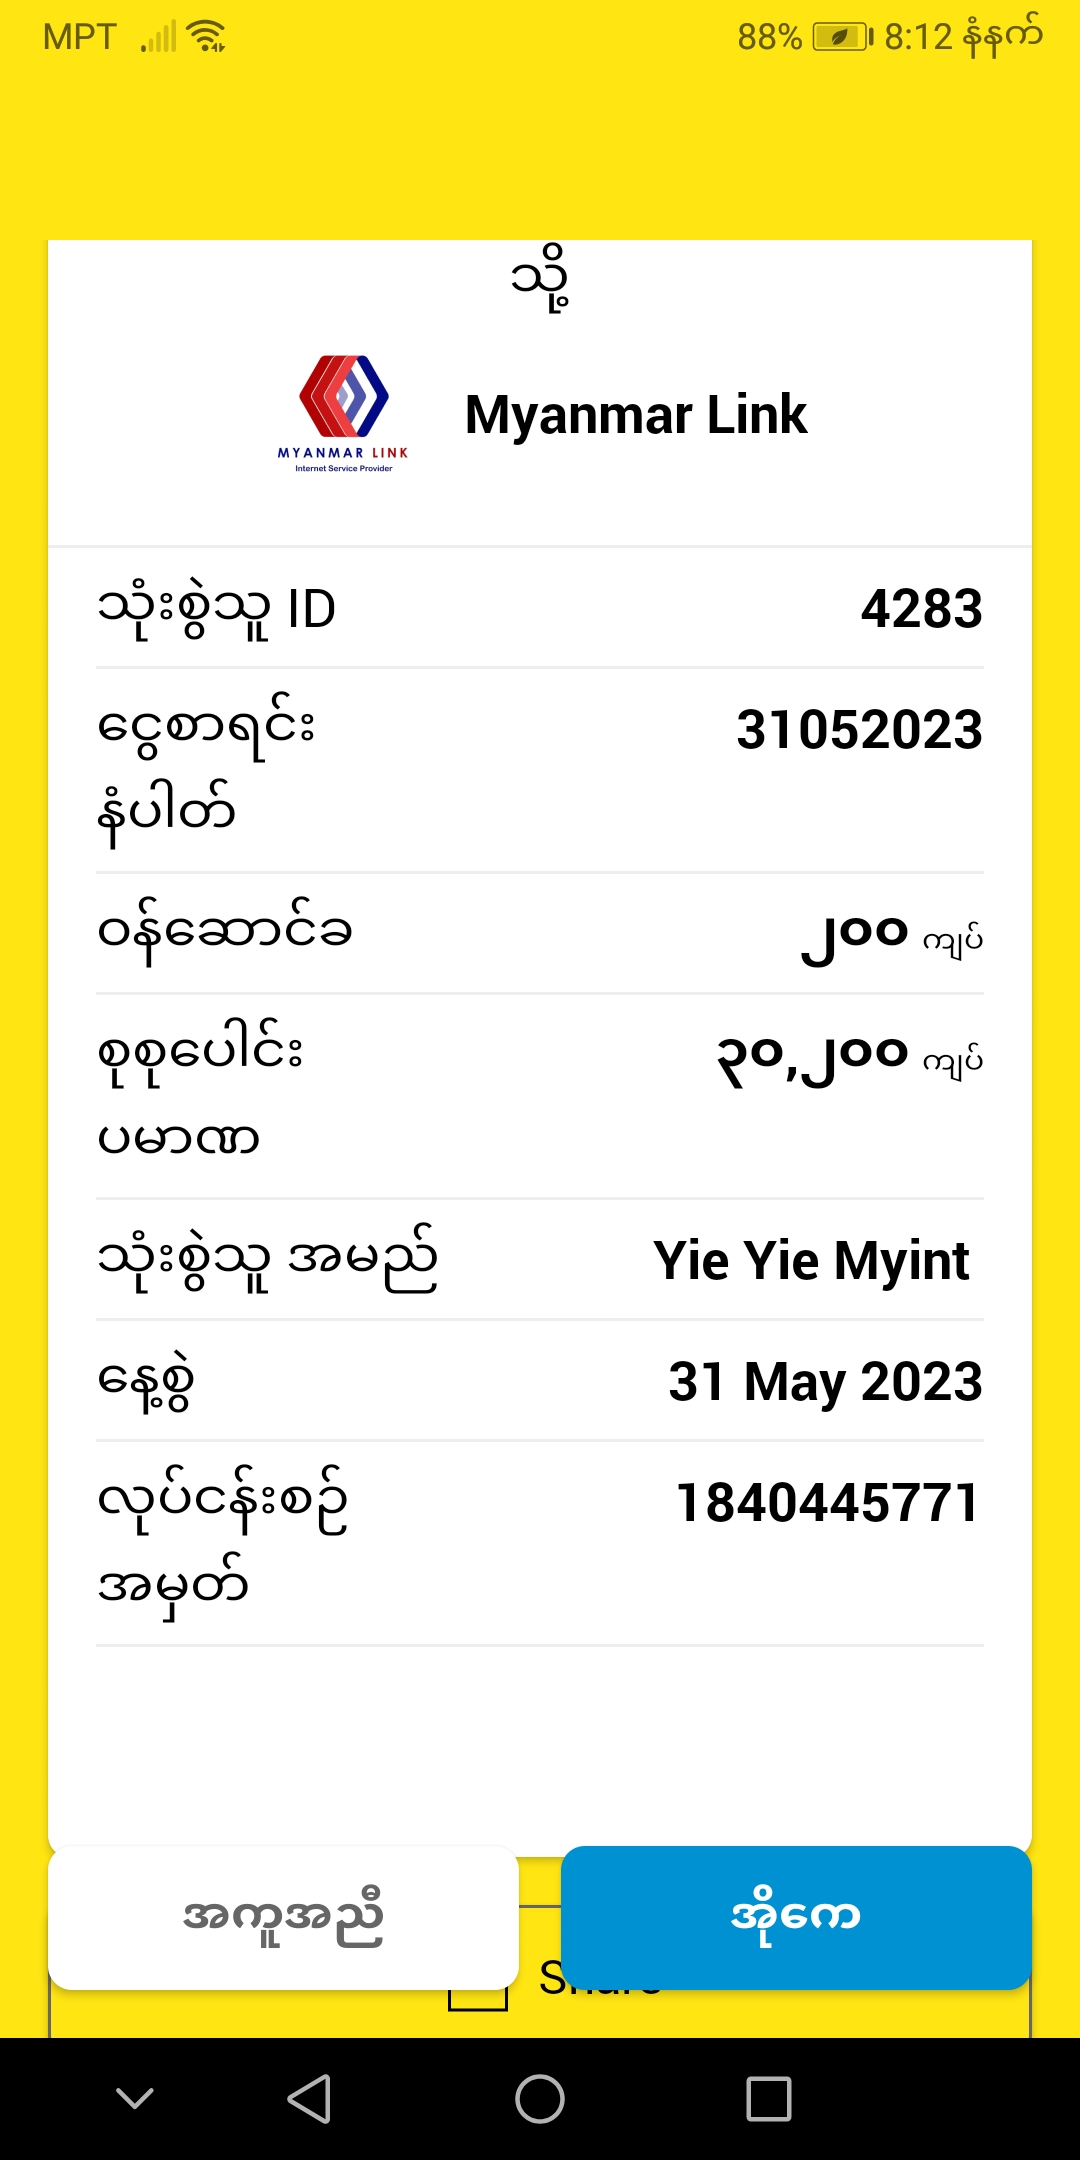 MPT 88% 8:12 နံနက်
သို့
MYANMAR LINK
Internet Service Provider
Myanmar Link
သုံးစွဲသူ ID 4283
ငွေစာရင်း နံပါတ် 31052023
ဝန်ဆောင်ခ ၂၀၀ ကျပ်
စုစုပေါင်း ပမာဏ ၃၀,၂၀၀ ကျပ်
သုံးစွဲသူ အမည် Yie Yie Myint
နေ့စွဲ 31 May 2023
လုပ်ငန်းစဉ် အမှတ် 1840445771
အကူအညီ အိုကေ
Share